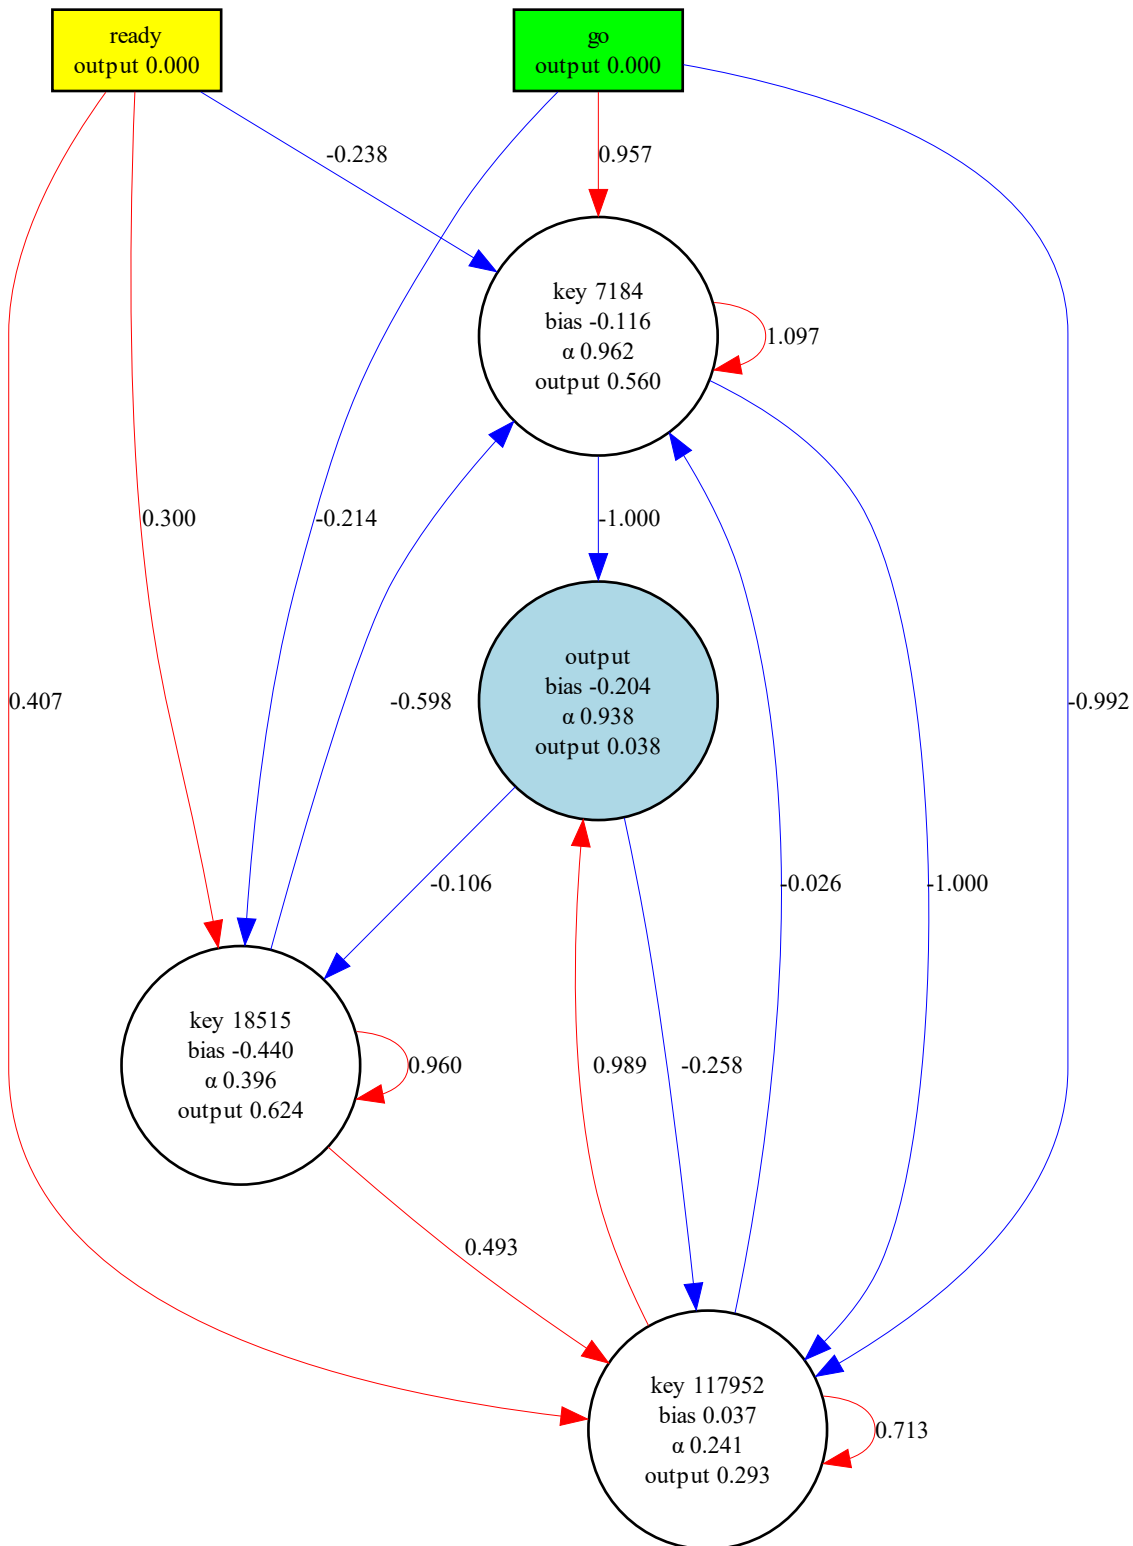 ready
output 0.000
go
output 0.000
-0.238
0.957
key 7184
bias -0.116
α 0.962
output 0.560
1.097
0.300
-0.214
-1.000
output
bias -0.204
α 0.938
output 0.038
0.407
-0.598
-0.992
-0.106
-0.026
-1.000
key 18515
bias -0.440
α 0.396
output 0.624
0.960
0.989
-0.258
0.493
key 117952
bias 0.037
α 0.241
output 0.293
0.713